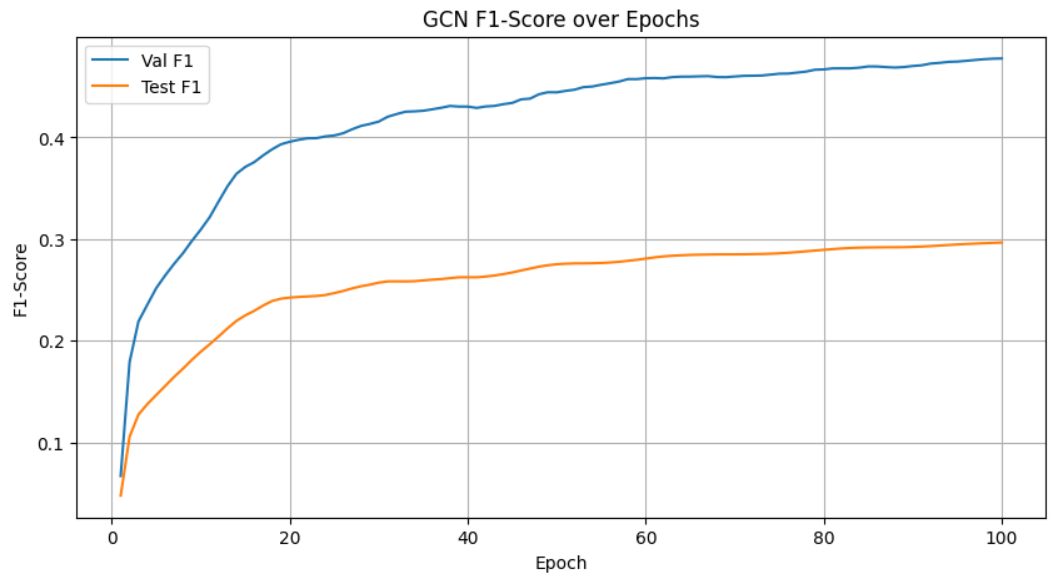 GCN F1-Score over Epochs
Val F1
Test F1
F1-Score
0.4
0.3
0.2
0.1
0 20 40 60 80 100
Epoch